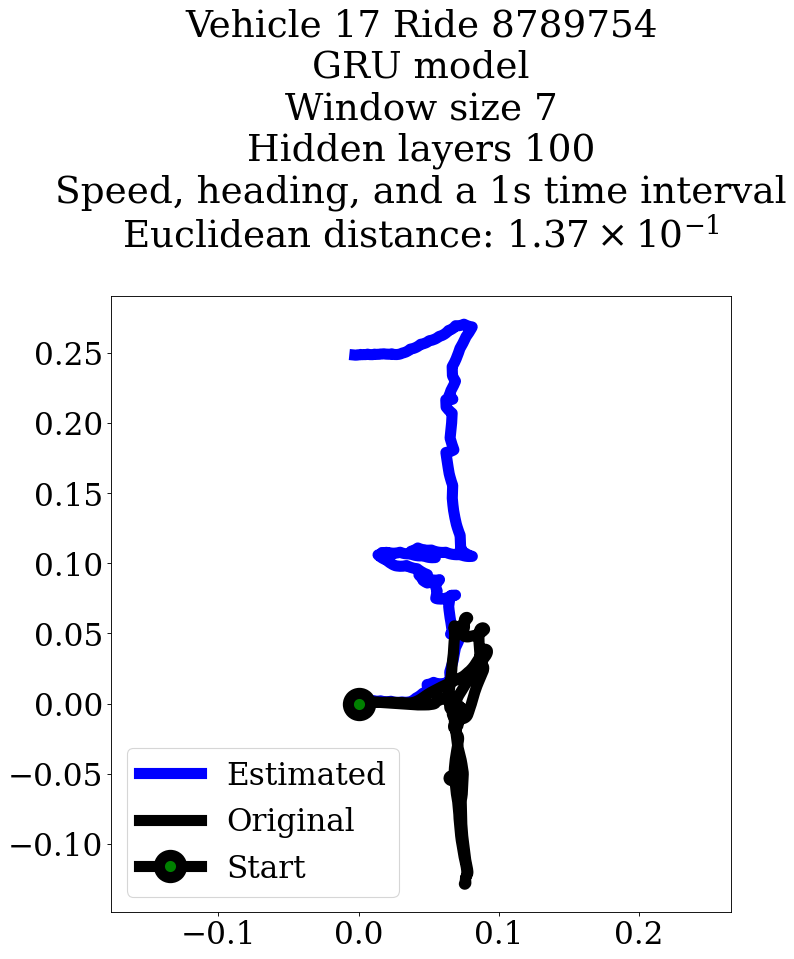 Vehicle 17 Ride 8789754
GRU model
Window size 7
Hidden layers 100
Speed, heading, and a 1s time interval
Euclidean distance: 1.37 × 10⁻¹
0.25
0.20
0.15
0.10
0.05
0.00
−0.05
−0.10
Estimated
Original
Start
−0.1
0.0
0.1
0.2